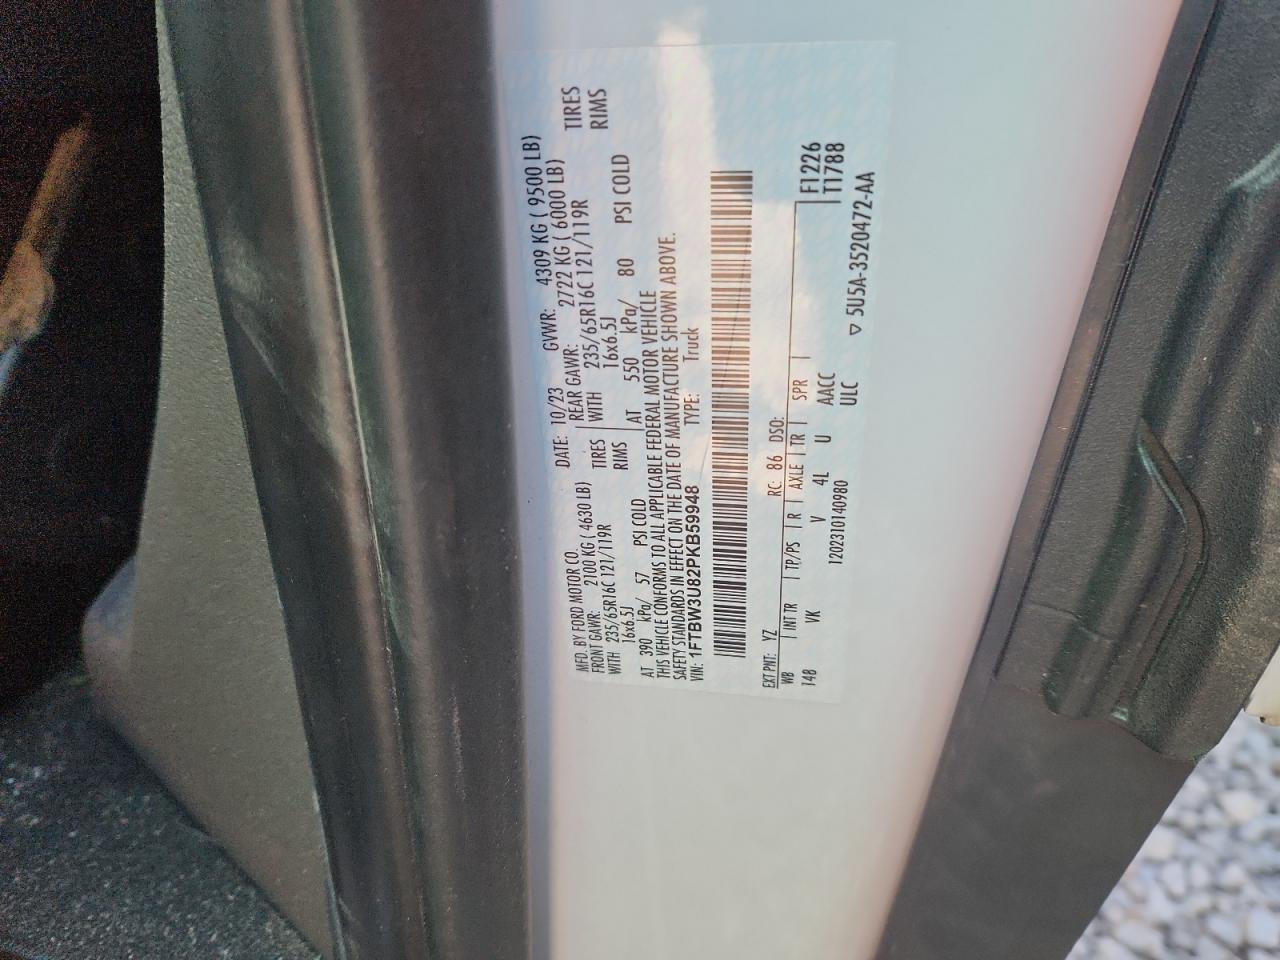 MFD. BY FORD MOTOR CO. DATE: 10/23 GVWR: 4309 KG ( 9500 LB)
FRONT GAWR: 2100 KG ( 4630 LB) REAR GAWR: 2722 KG ( 6000 LB)
WITH 235/65R16C 121/119R TIRES WITH 235/65R16C 121/119R TIRES
16x6.5J RIMS 16x6.5J RIMS
AT 390 kPa/ 57 PSI COLD AT 550 kPa/ 80 PSI COLD
THIS VEHICLE CONFORMS TO ALL APPLICABLE FEDERAL MOTOR VEHICLE
SAFETY STANDARDS IN EFFECT ON THE DATE OF MANUFACTURE SHOWN ABOVE.
VIN: 1FTBW3U82PKB59948 TYPE: Truck
EXT PNT: YZ RC: 86 DSO:
WB INT TR TP/PS R AXLE TR SPR F1226
148 VK V 4L U AACC T1788
1202310140980 ULC
▽ 5U5A-3520472-AA